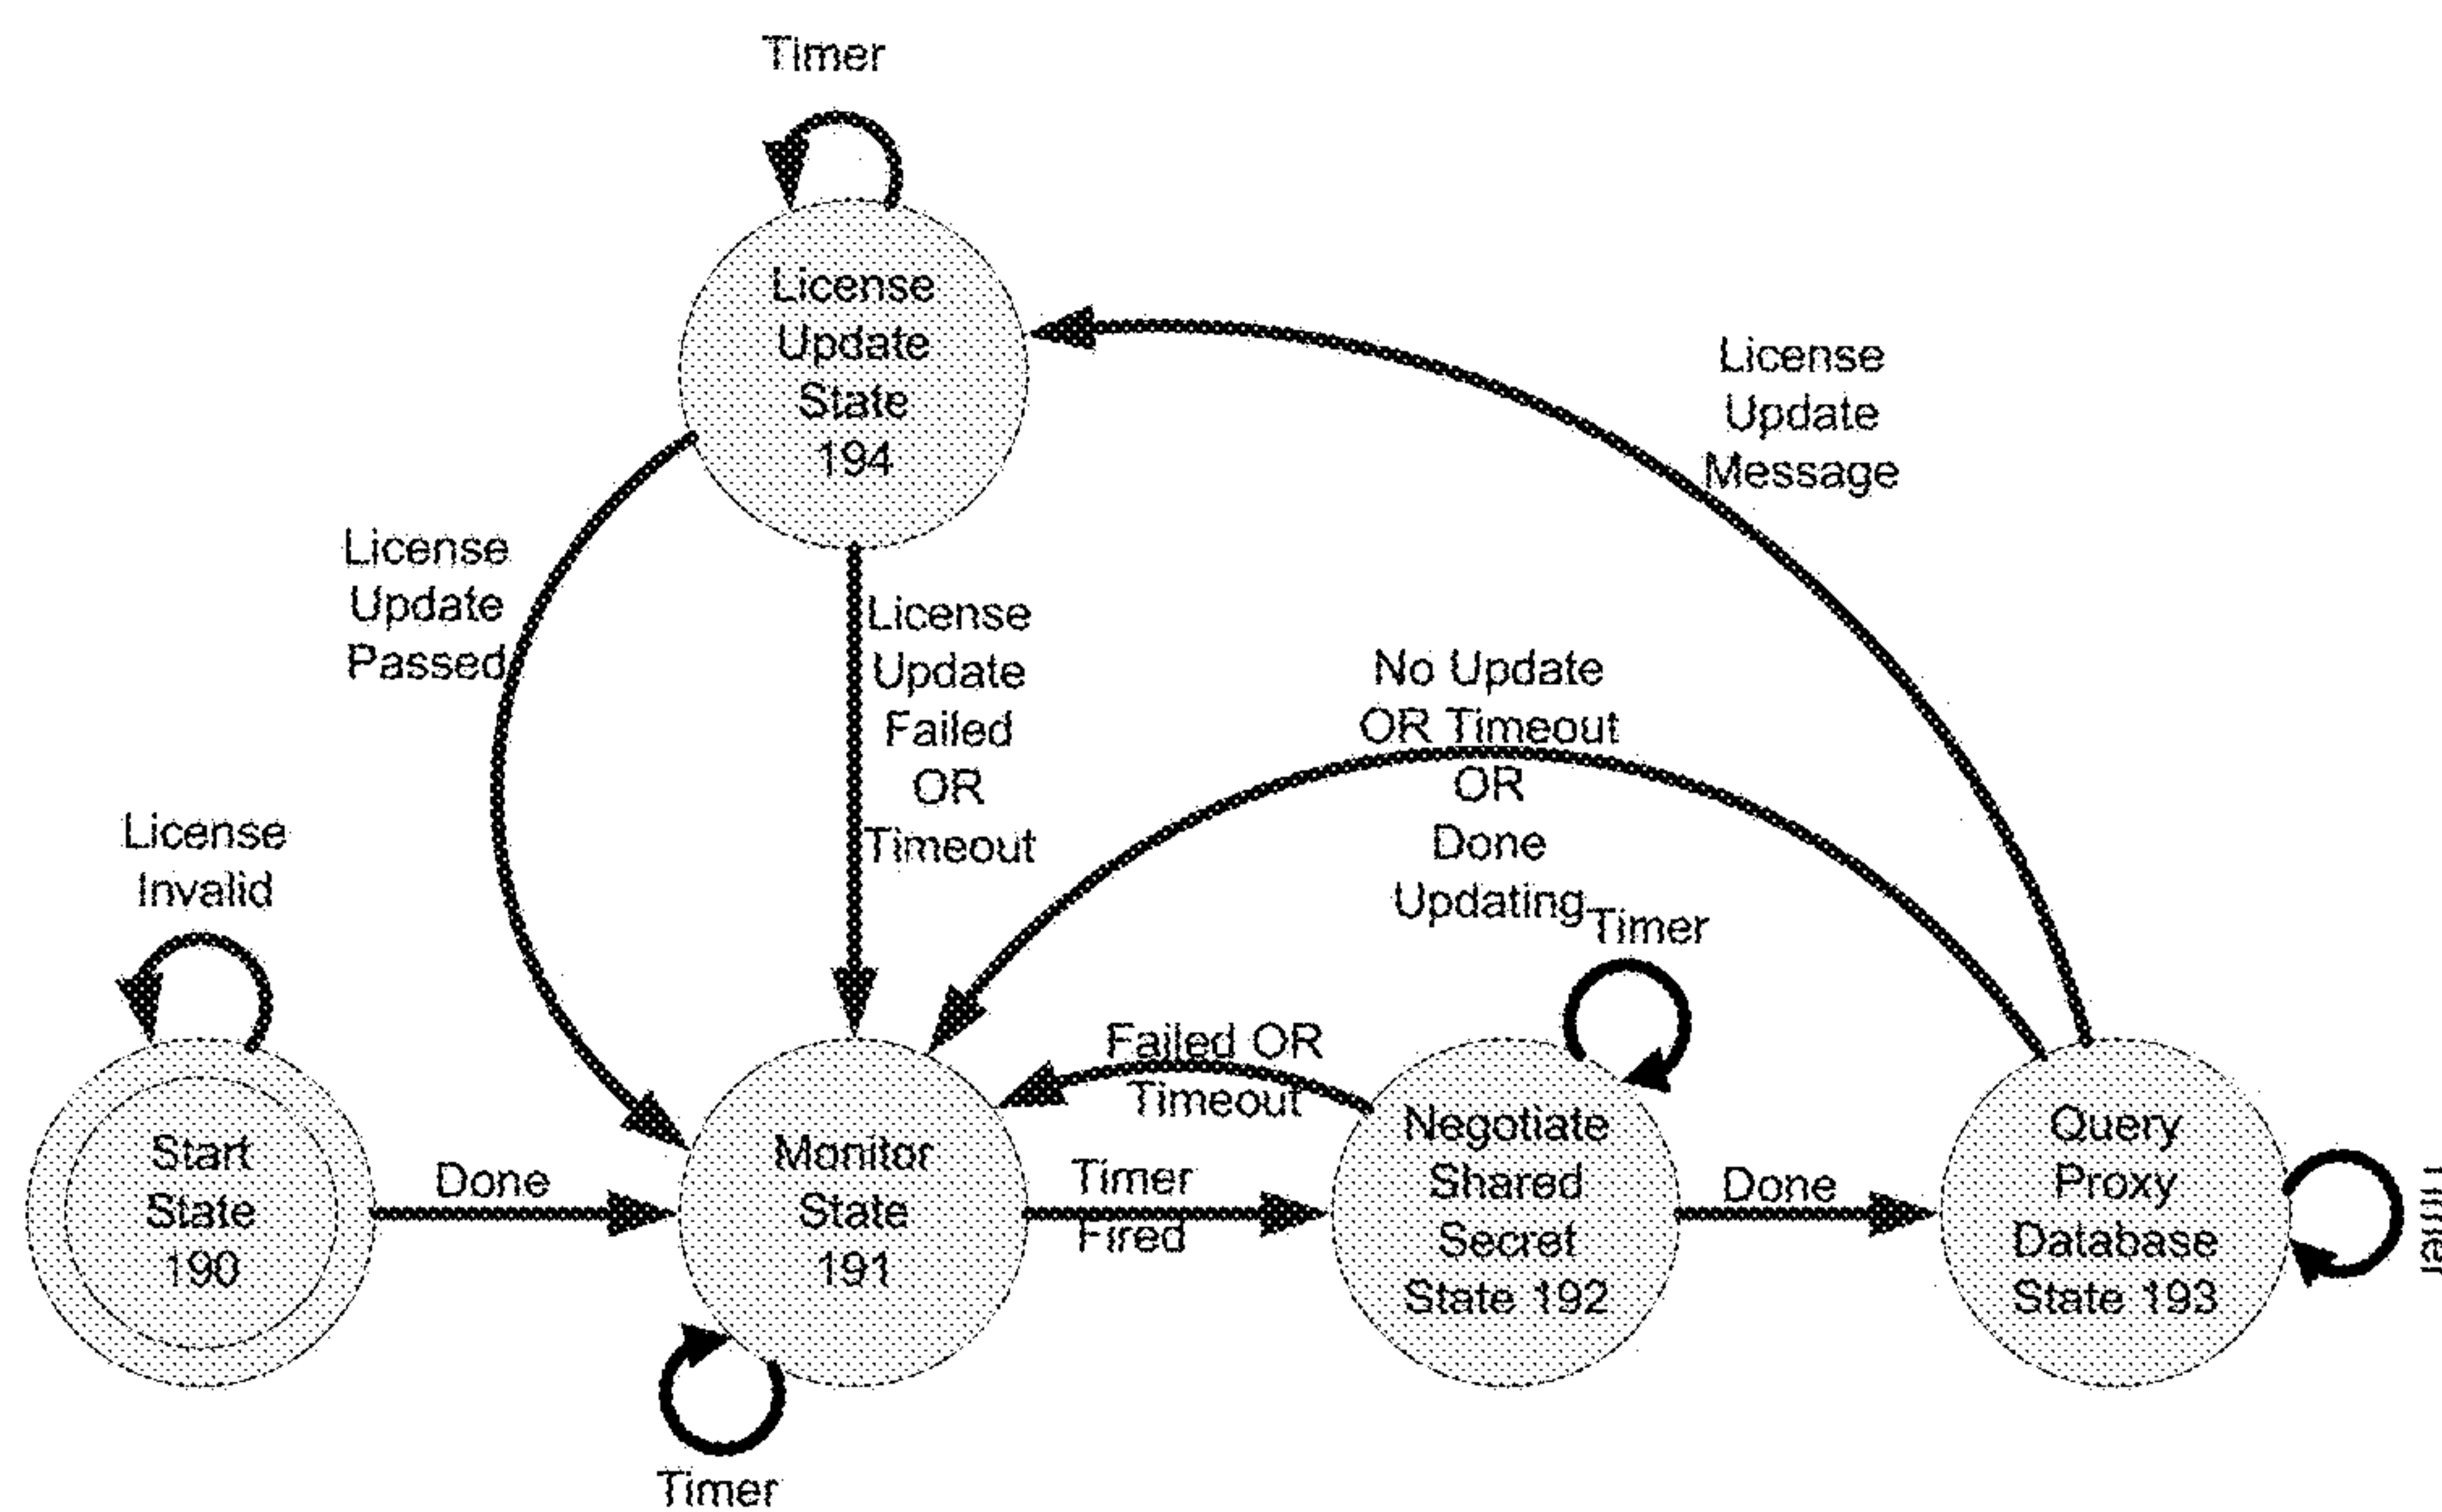 Timer
License
Update
State
194
License
Update
Message
License
Update
Passed
License
Update
Failed
OR
Timeout
No Update
OR Timeout
OR
Done
Updating
Timer
License
Invalid
Failed OR
Timeout
Start
State
190
Done
Monitor
State
191
Timer
Fired
Negotiate
Shared
Secret
State 192
Done
Query
Proxy
Database
State 193
Timer
Timer